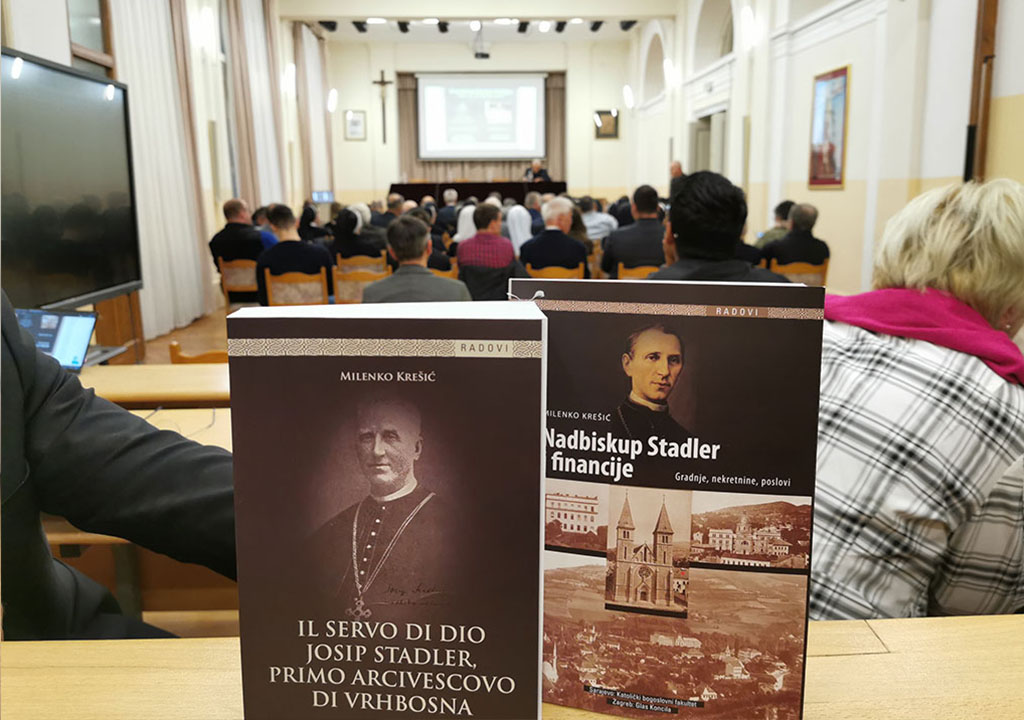 RADOVI
MILENKO KREŠIĆ
IL SERVO DI DIO
JOSIP STADLER,
PRIMO ARCIVESCOVO
DI VRHBOSNA
RADOVI
MILENKO KREŠIĆ
Nadbiskup Stadler
financije
Gradnje, nekretnine, poslovi
Sarajevo: Katolički bogoslovni fakultet
Zagreb: Glas Koncila